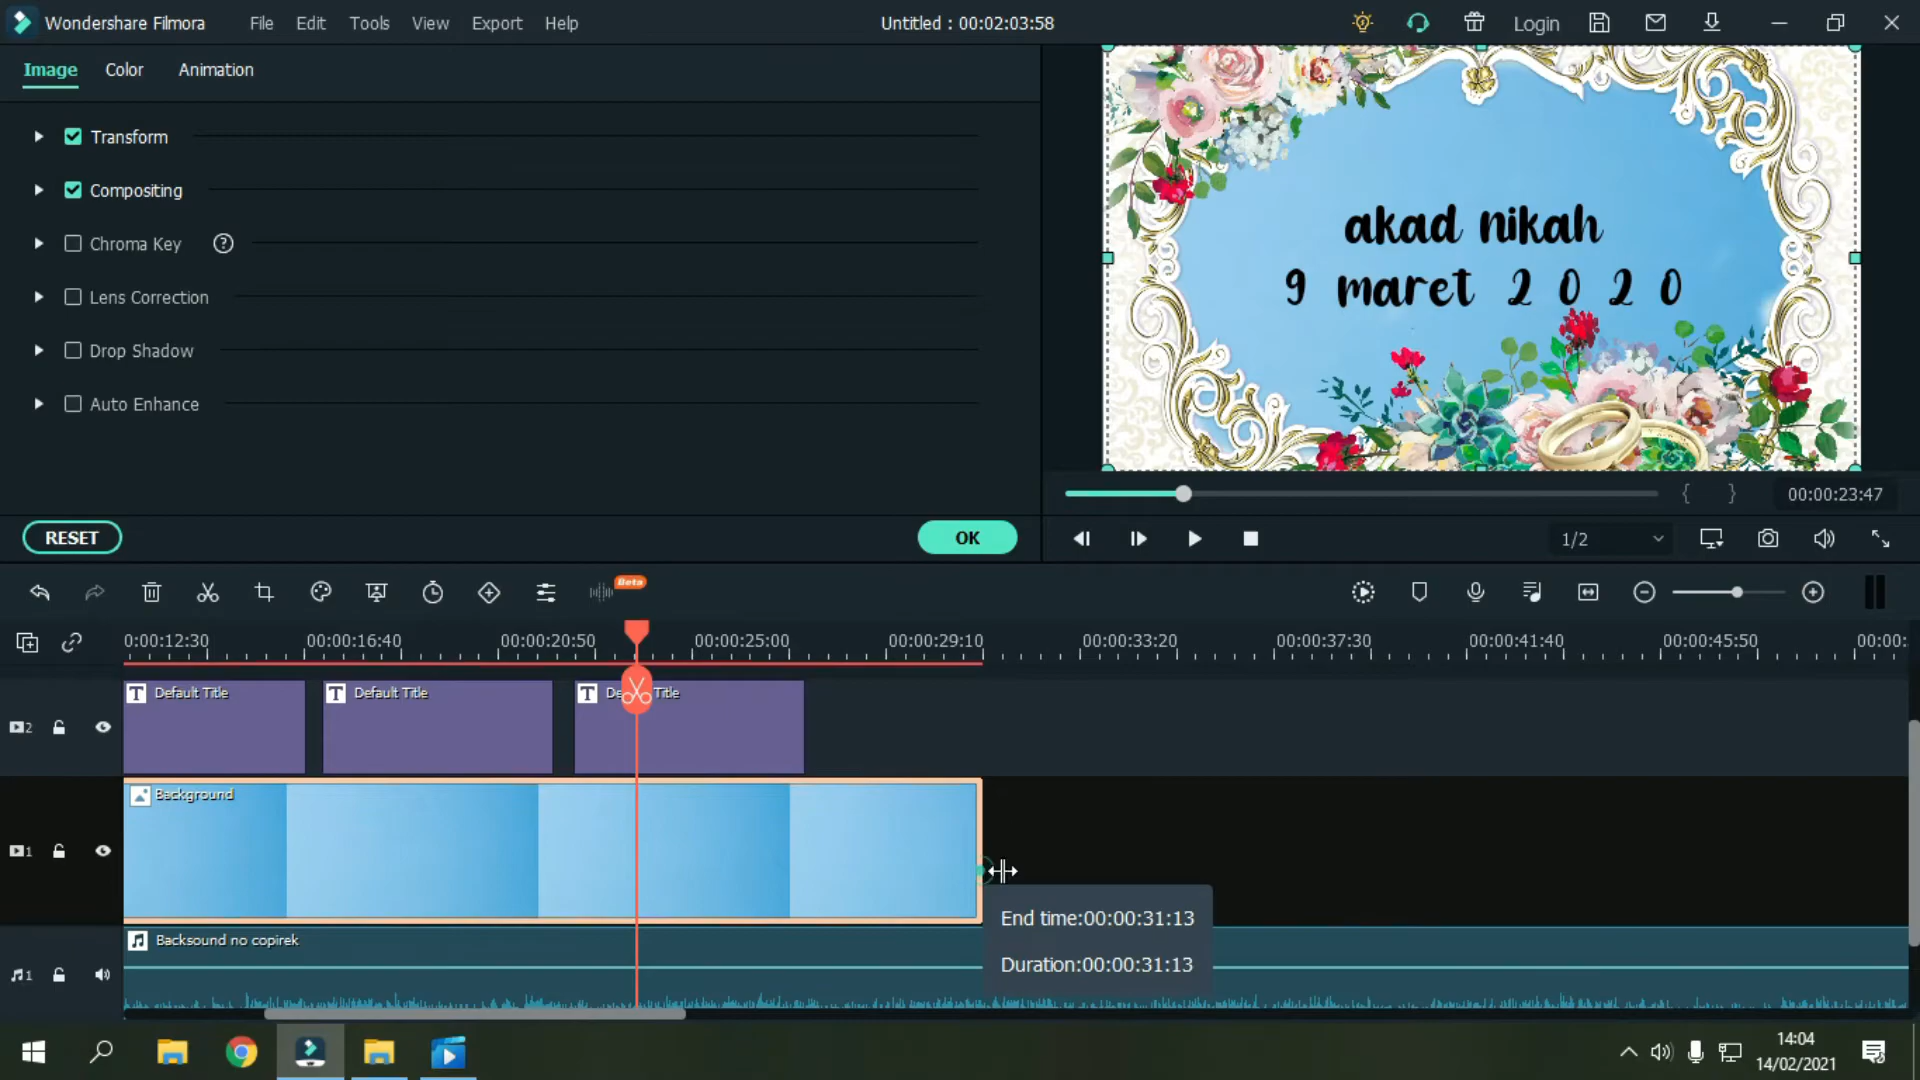 Wondershare Filmora
File
Edit
Tools
View
Export
Help
Untitled : 00:02:03:58
Login
Image
Color
Animation
Transform
Compositing
Chroma Key
?
Lens Correction
Drop Shadow
Auto Enhance
RESET
OK
akad nikah
9 maret 2020
{ }
00:00:23:47
1/2
Beta
0:00:12:30
00:00:16:40
00:00:20:50
00:00:25:00
00:00:29:10
00:00:33:20
00:00:37:30
00:00:41:40
00:00:45:50
00:00:
2
T Default Title
T Default Title
T De Title
1
Background
End time:00:00:31:13
Duration:00:00:31:13
1
Backsound no copirek
14:04
14/02/2021